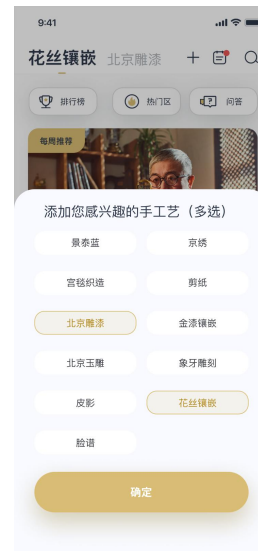 9:41
花丝镶嵌 北京雕漆
排行榜 热门区 问答
每周推荐
添加您感兴趣的手工艺（多选）
景泰蓝 京绣
宫毯织造 剪纸
北京雕漆 金漆镶嵌
北京玉雕 象牙雕刻
皮影 花丝镶嵌
脸谱
确定